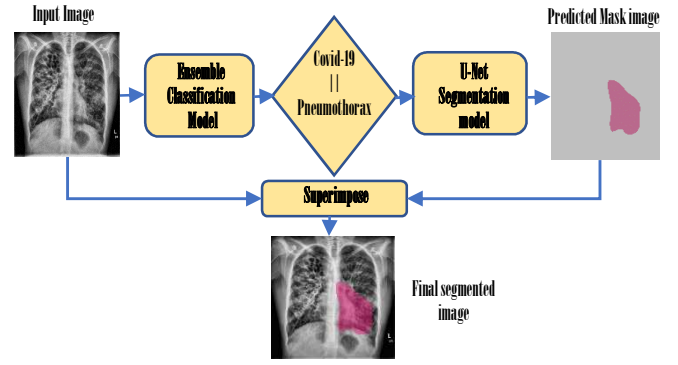 Input Image
Predicted Mask image
Ensemble
Classification
Model
Covid-19
||
Pneumothorax
U-Net
Segmentation
model
L
Superimpose
Final segmented
image
L